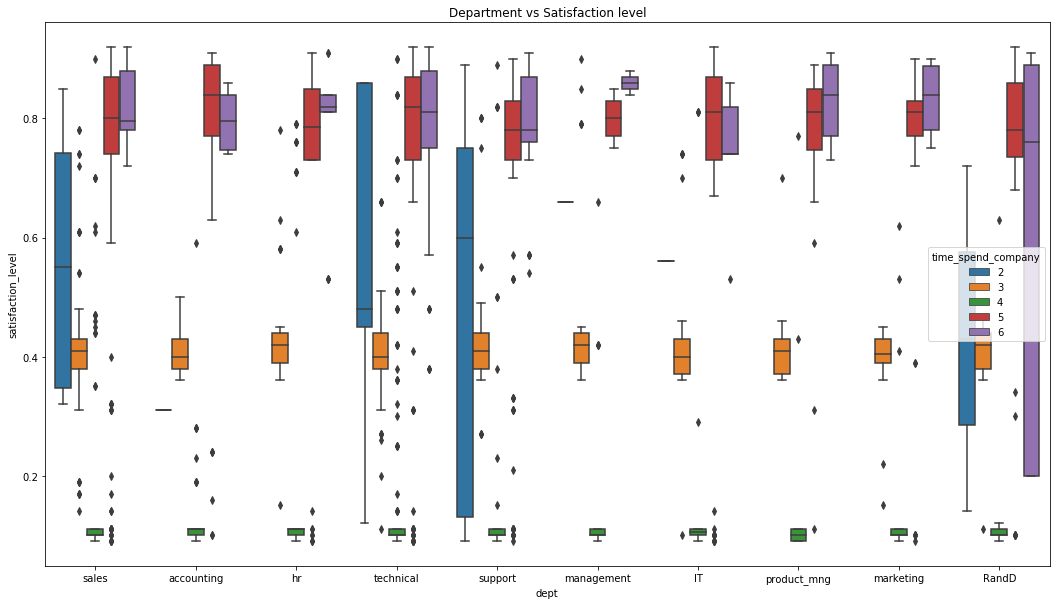 Department vs Satisfaction level
satisfaction_level
0.8
0.6
0.4
0.2
time_spend_company
2
3
4
5
6
sales accounting hr technical support management IT product_mng marketing RandD
dept